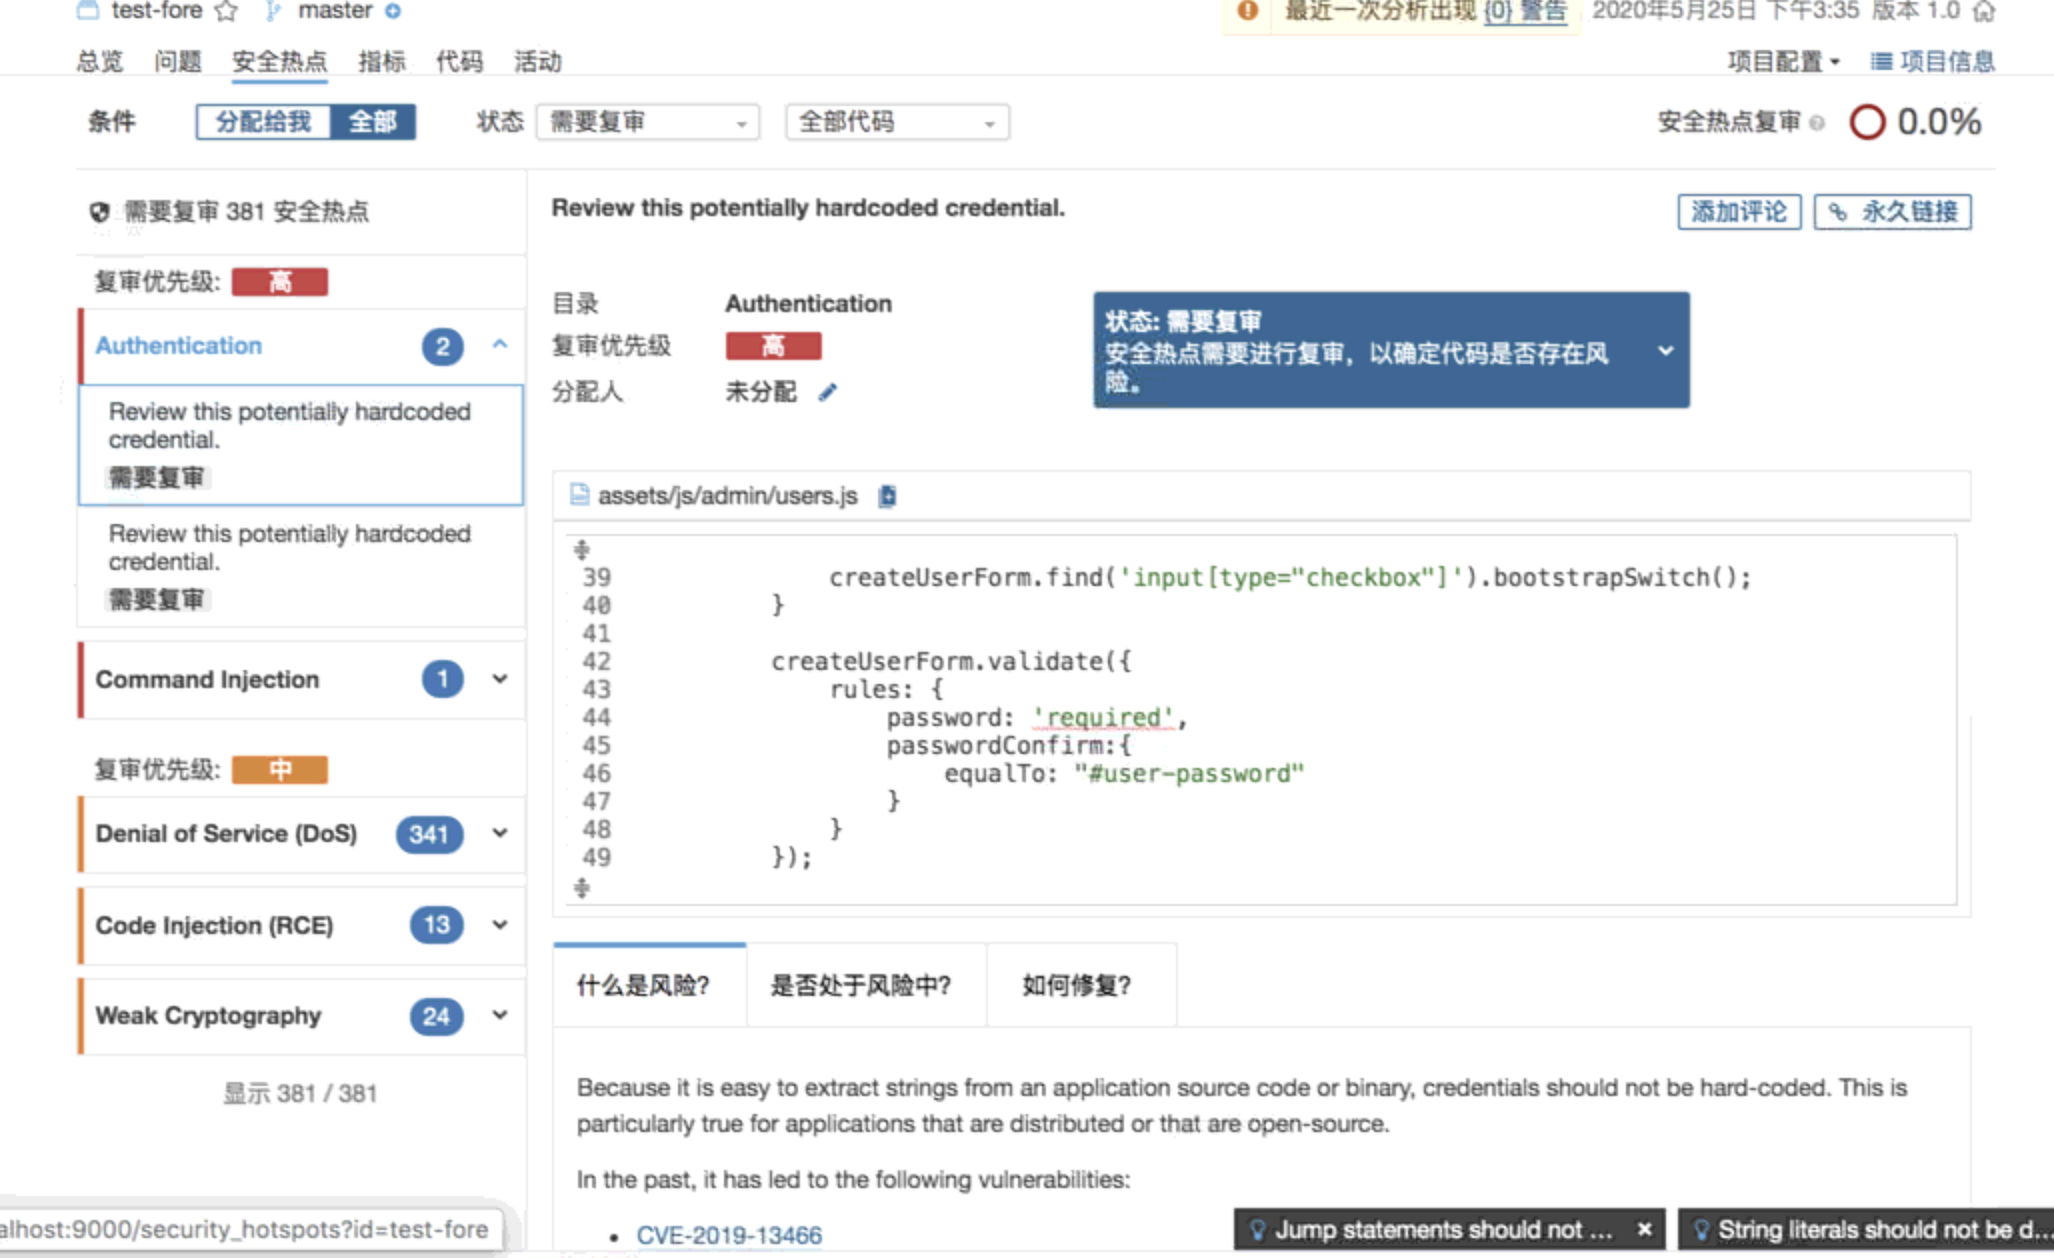 test-fore master
最近一次分析出现 {0} 警告 2020年5月25日 下午3:35 版本 1.0
总览 问题 安全热点 指标 代码 活动
项目配置 项目信息
条件 分配给我 全部 状态 需要复审 全部代码 安全热点复审 0.0%
需要复审 381 安全热点
复审优先级: 高
Authentication 2
Review this potentially hardcoded
credential.
需要复审
Review this potentially hardcoded
credential.
需要复审
Command Injection 1
复审优先级: 中
Denial of Service (DoS) 341
Code Injection (RCE) 13
Weak Cryptography 24
显示 381 / 381
Review this potentially hardcoded credential.
添加评论 永久链接
目录 Authentication
复审优先级 高
分配人 未分配
状态: 需要复审
安全热点需要进行复审，以确定代码是否存在风
险。
assets/js/admin/users.js
39 createUserForm.find('input[type="checkbox"]').bootstrapSwitch();
40 }
41
42 createUserForm.validate({
43 rules: {
44 password: 'required',
45 passwordConfirm:{
46 equalTo: "#user-password"
47 }
48 }
49 });
什么是风险? 是否处于风险中? 如何修复?
Because it is easy to extract strings from an application source code or binary, credentials should not be hard-coded. This is
particularly true for applications that are distributed or that are open-source.
In the past, it has led to the following vulnerabilities:
• CVE-2019-13466
alhost:9000/security_hotspots?id=test-fore
Jump statements should not ... ×
String literals should not be d...